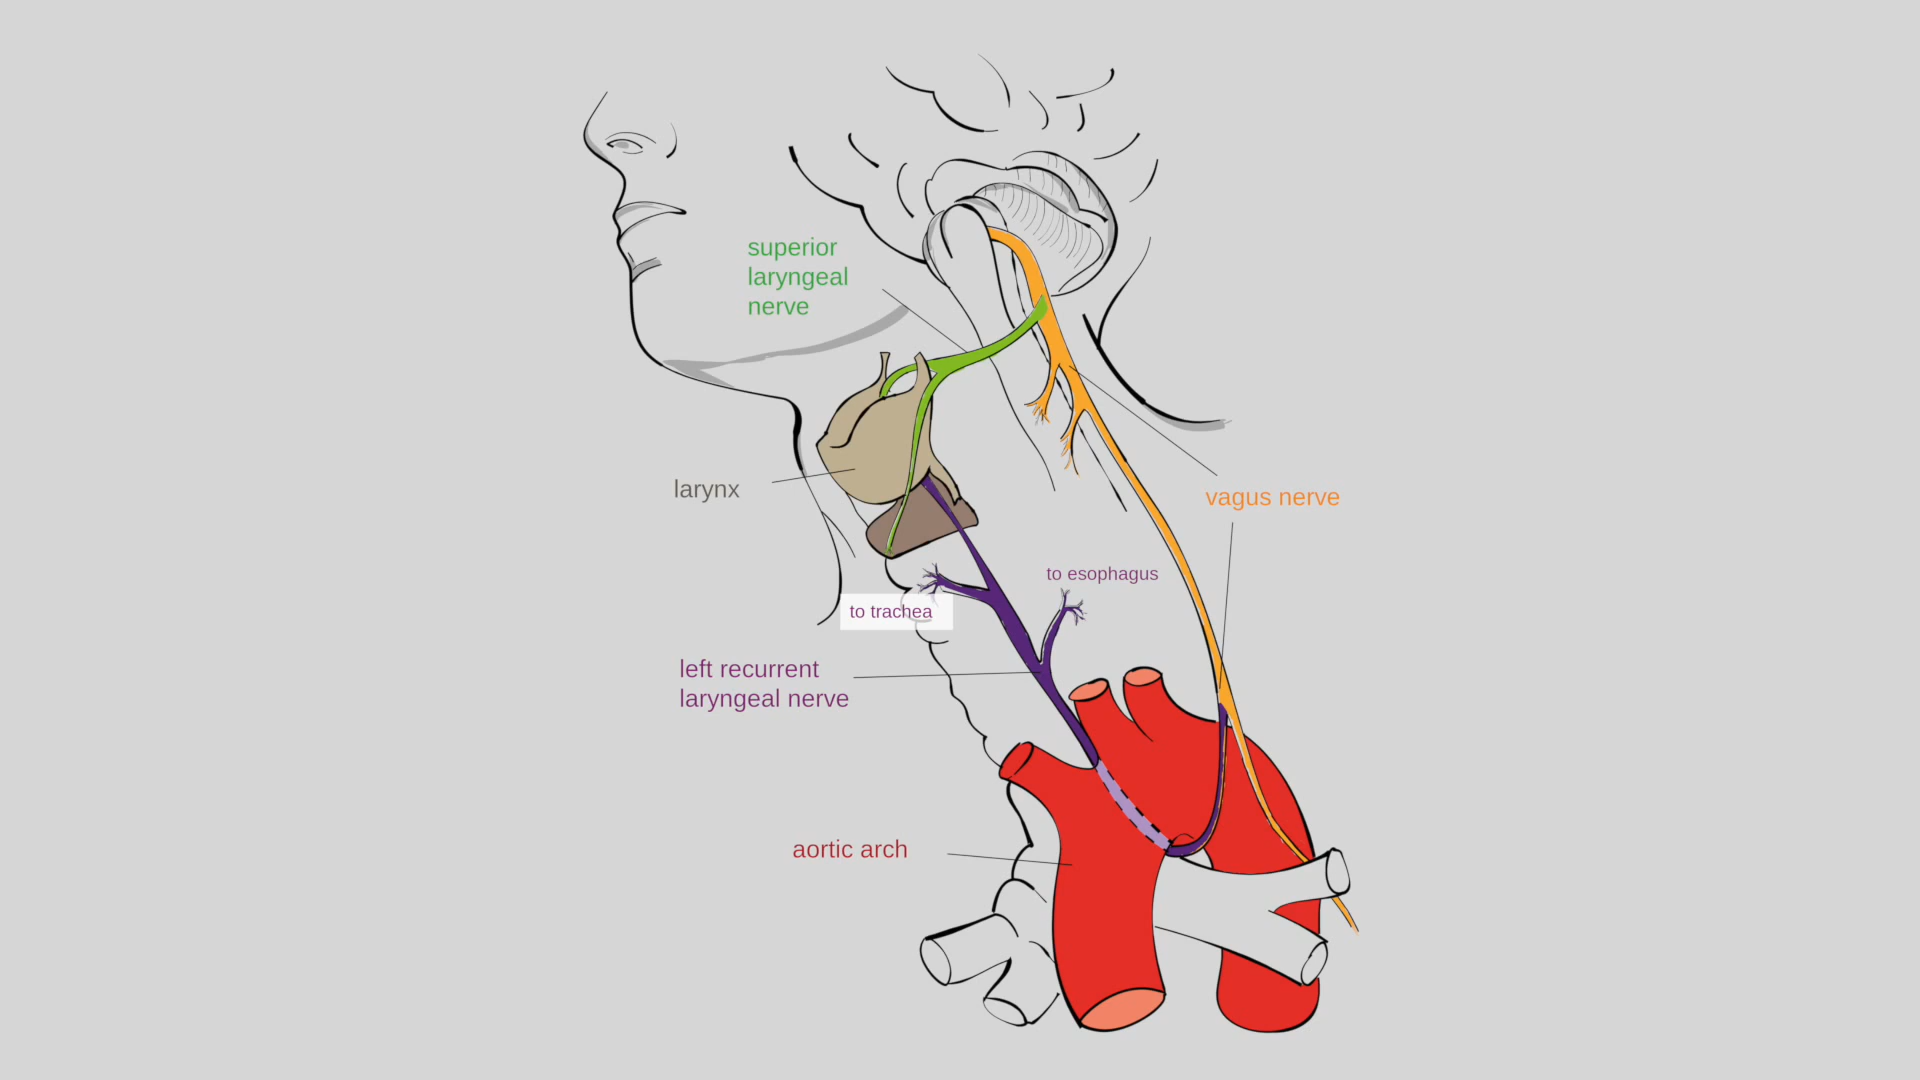 superior
laryngeal
nerve
larynx
vagus nerve
to esophagus
to trachea
left recurrent
laryngeal nerve
aortic arch